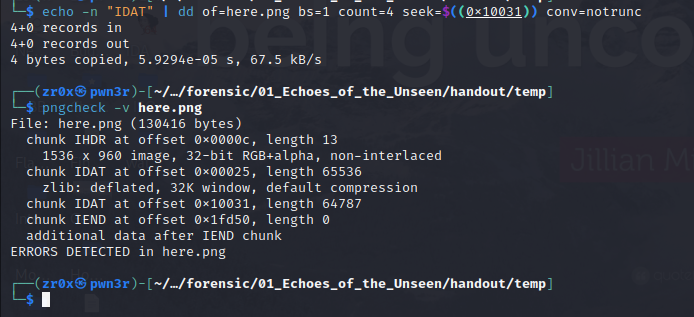 └─$ echo -n "IDAT" | dd of=here.png bs=1 count=4 seek=$((0×10031)) conv=notrunc
4+0 records in
4+0 records out
4 bytes copied, 5.9294e-05 s, 67.5 kB/s
┌──(zr0x㉿pwn3r)-[~/…/forensic/01_Echoes_of_the_Unseen/handout/temp]
└─$ pngcheck -v here.png
File: here.png (130416 bytes)
  chunk IHDR at offset 0×0000c, length 13
    1536 x 960 image, 32-bit RGB+alpha, non-interlaced
  chunk IDAT at offset 0×00025, length 65536
    zlib: deflated, 32K window, default compression
  chunk IDAT at offset 0×10031, length 64787
  chunk IEND at offset 0×1fd50, length 0
  additional data after IEND chunk
ERRORS DETECTED in here.png
┌──(zr0x㉿pwn3r)-[~/…/forensic/01_Echoes_of_the_Unseen/handout/temp]
└─$
being unco
Jillian M